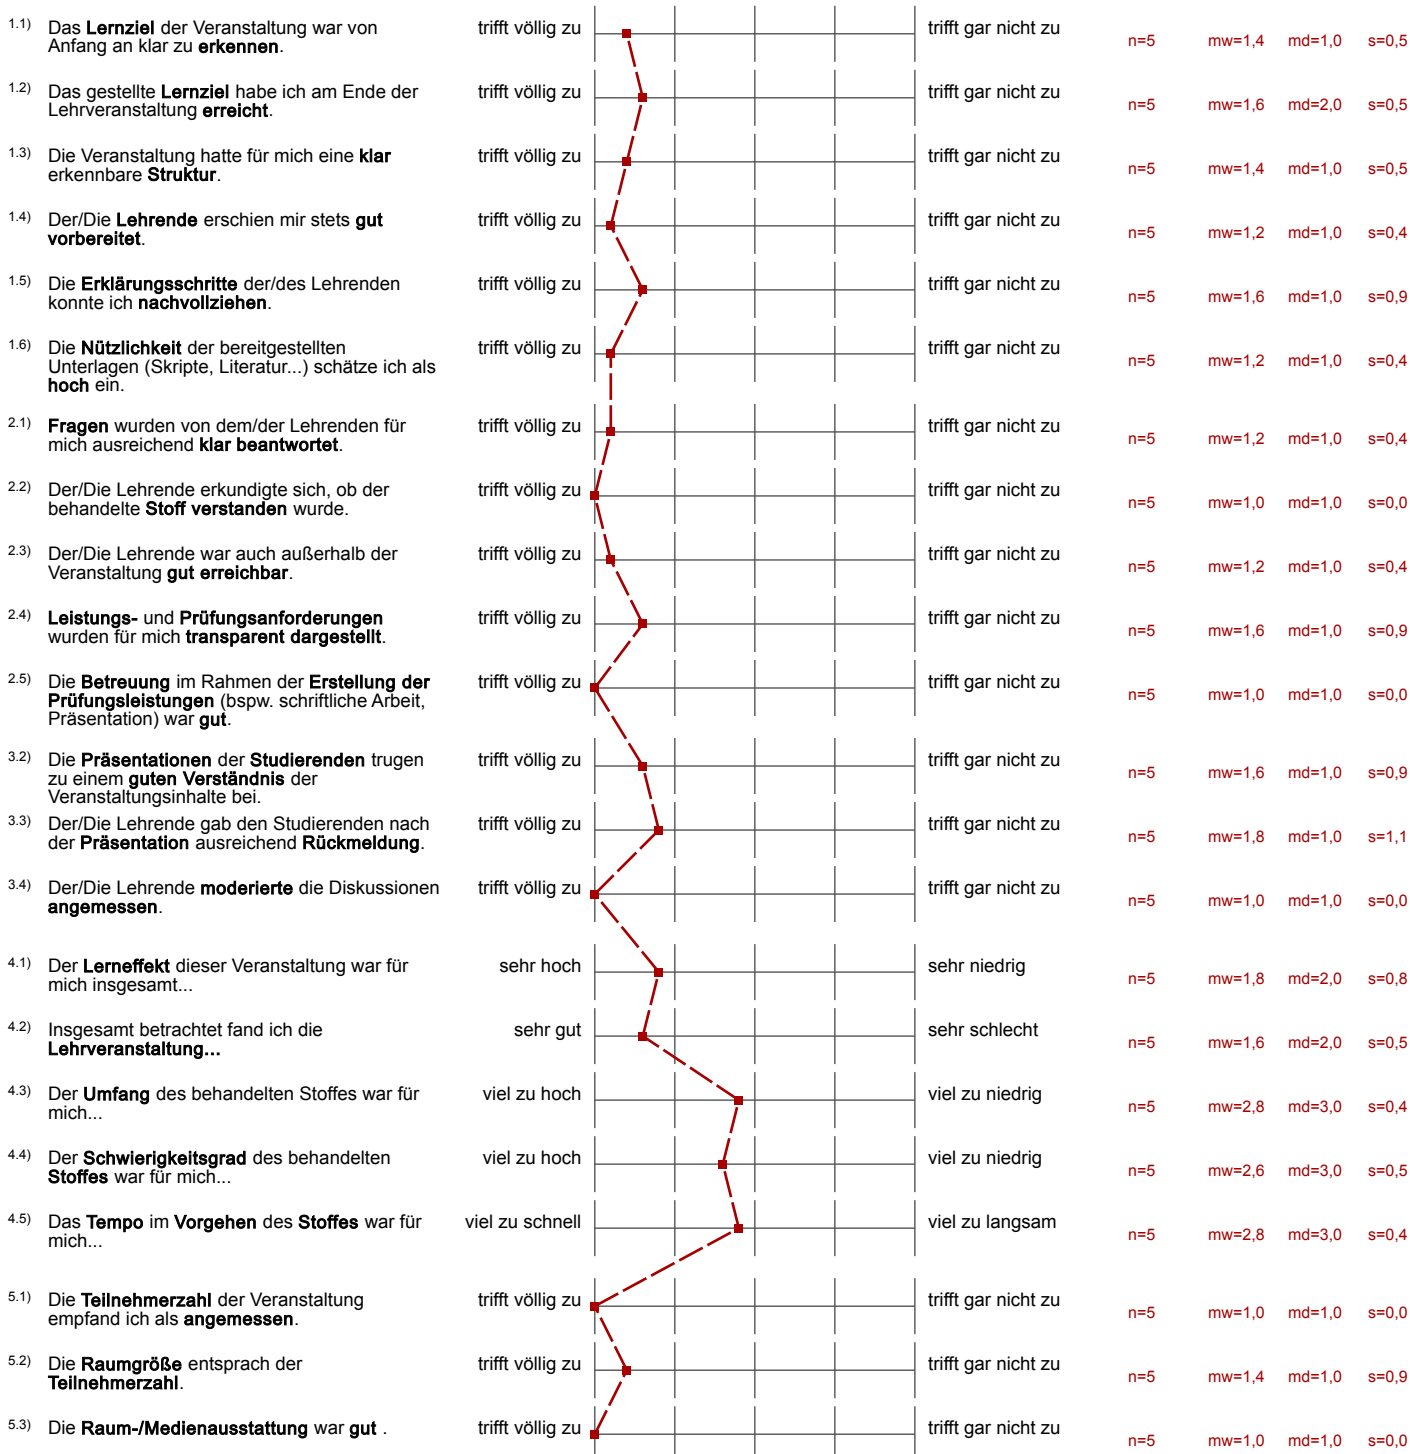 1.1) Das Lernziel der Veranstaltung war von
Anfang an klar zu erkennen.
trifft völlig zu trifft gar nicht zu n=5 mw=1,4 md=1,0 s=0,5
1.2) Das gestellte Lernziel habe ich am Ende der
Lehrveranstaltung erreicht.
trifft völlig zu trifft gar nicht zu n=5 mw=1,6 md=2,0 s=0,5
1.3) Die Veranstaltung hatte für mich eine klar
erkennbare Struktur.
trifft völlig zu trifft gar nicht zu n=5 mw=1,4 md=1,0 s=0,5
1.4) Der/Die Lehrende erschien mir stets gut
vorbereitet.
trifft völlig zu trifft gar nicht zu n=5 mw=1,2 md=1,0 s=0,4
1.5) Die Erklärungsschritte der/des Lehrenden
konnte ich nachvollziehen.
trifft völlig zu trifft gar nicht zu n=5 mw=1,6 md=1,0 s=0,9
1.6) Die Nützlichkeit der bereitgestellten
Unterlagen (Skripte, Literatur...) schätze ich als
hoch ein.
trifft völlig zu trifft gar nicht zu n=5 mw=1,2 md=1,0 s=0,4
2.1) Fragen wurden von dem/der Lehrenden für
mich ausreichend klar beantwortet.
trifft völlig zu trifft gar nicht zu n=5 mw=1,2 md=1,0 s=0,4
2.2) Der/Die Lehrende erkundigte sich, ob der
behandelte Stoff verstanden wurde.
trifft völlig zu trifft gar nicht zu n=5 mw=1,0 md=1,0 s=0,0
2.3) Der/Die Lehrende war auch außerhalb der
Veranstaltung gut erreichbar.
trifft völlig zu trifft gar nicht zu n=5 mw=1,2 md=1,0 s=0,4
2.4) Leistungs- und Prüfungsanforderungen
wurden für mich transparent dargestellt.
trifft völlig zu trifft gar nicht zu n=5 mw=1,6 md=1,0 s=0,9
2.5) Die Betreuung im Rahmen der Erstellung der
Prüfungsleistungen (bspw. schriftliche Arbeit,
Präsentation) war gut.
trifft völlig zu trifft gar nicht zu n=5 mw=1,0 md=1,0 s=0,0
3.2) Die Präsentationen der Studierenden trugen
zu einem guten Verständnis der
Veranstaltungsinhalte bei.
trifft völlig zu trifft gar nicht zu n=5 mw=1,6 md=1,0 s=0,9
3.3) Der/Die Lehrende gab den Studierenden nach
der Präsentation ausreichend Rückmeldung.
trifft völlig zu trifft gar nicht zu n=5 mw=1,8 md=1,0 s=1,1
3.4) Der/Die Lehrende moderierte die Diskussionen
angemessen.
trifft völlig zu trifft gar nicht zu n=5 mw=1,0 md=1,0 s=0,0
4.1) Der Lerneffekt dieser Veranstaltung war für
mich insgesamt...
sehr hoch sehr niedrig n=5 mw=1,8 md=2,0 s=0,8
4.2) Insgesamt betrachtet fand ich die
Lehrveranstaltung...
sehr gut sehr schlecht n=5 mw=1,6 md=2,0 s=0,5
4.3) Der Umfang des behandelten Stoffes war für
mich...
viel zu hoch viel zu niedrig n=5 mw=2,8 md=3,0 s=0,4
4.4) Der Schwierigkeitsgrad des behandelten
Stoffes war für mich...
viel zu hoch viel zu niedrig n=5 mw=2,6 md=3,0 s=0,5
4.5) Das Tempo im Vorgehen des Stoffes war für
mich...
viel zu schnell viel zu langsam n=5 mw=2,8 md=3,0 s=0,4
5.1) Die Teilnehmerzahl der Veranstaltung
empfand ich als angemessen.
trifft völlig zu trifft gar nicht zu n=5 mw=1,0 md=1,0 s=0,0
5.2) Die Raumgröße entsprach der
Teilnehmerzahl.
trifft völlig zu trifft gar nicht zu n=5 mw=1,4 md=1,0 s=0,9
5.3) Die Raum-/Medienausstattung war gut .
trifft völlig zu trifft gar nicht zu n=5 mw=1,0 md=1,0 s=0,0